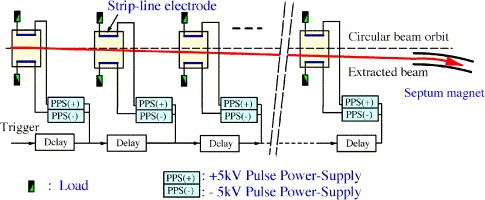 Strip-line electrode
Circular beam orbit
Extracted beam
Septum magnet
PPS(+) PPS(+) PPS(+) PPS(+)
PPS(-) PPS(-) PPS(-) PPS(-)
Trigger
Delay Delay Delay Delay
: Load
PPS(+) : +5kV Pulse Power-Supply
PPS(-) : - 5kV Pulse Power-Supply